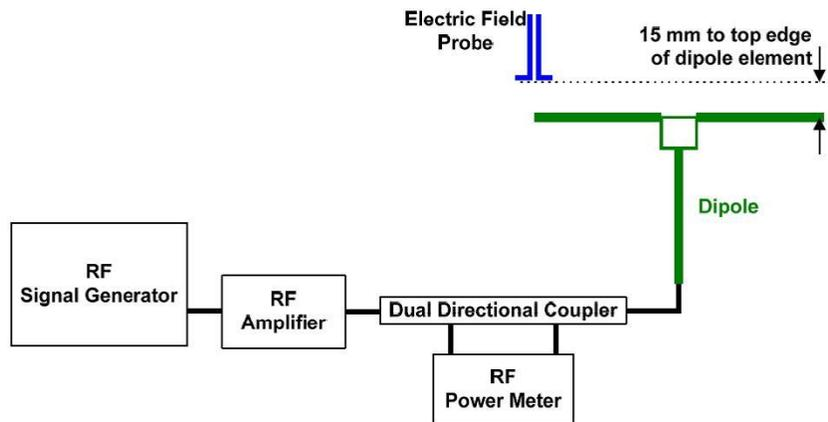 Electric Field
Probe
15 mm to top edge
of dipole element
Dipole
RF
Signal Generator
RF
Amplifier
Dual Directional Coupler
RF
Power Meter